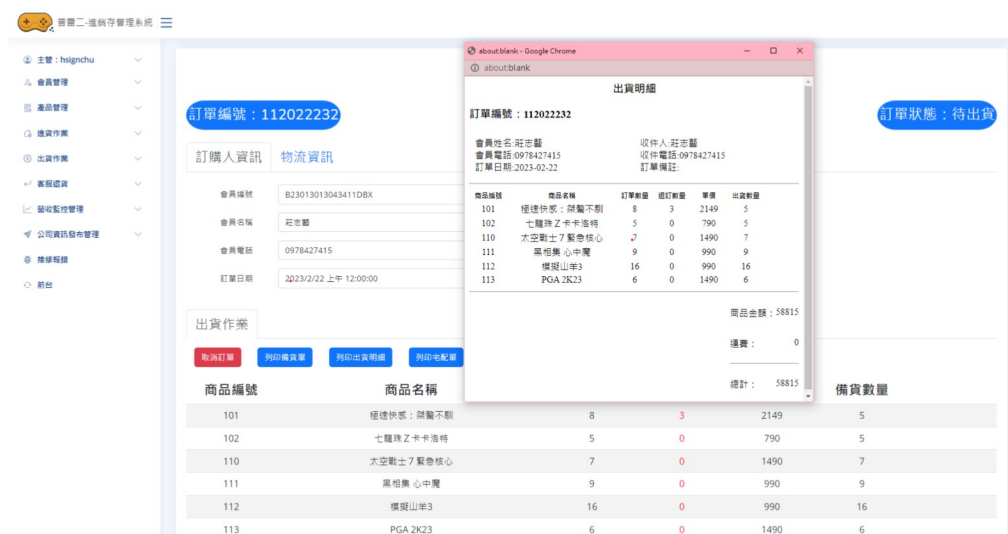 普雷二-進銷存管理系統
主管 : hsignchu
會員管理
產品管理
進貨作業
出貨作業
客服退貨
營收監控管理
公司資訊發布管理
維修報錯
前台
訂單編號：112022232
訂單狀態：待出貨
訂購人資訊 物流資訊
會員編號 B23013013043411DBX
會員名稱 莊志藝
會員電話 0978427415
訂單日期 2023/2/22 上午 12:00:00
出貨作業
取消訂單 列印備貨單 列印出貨明細 列印宅配單
商品編號 商品名稱 備貨數量
101 極速快感：桀驁不馴 8 3 2149 5
102 七龍珠Z卡卡洛特 5 0 790 5
110 太空戰士7緊急核心 7 0 1490 7
111 黑相集 心中魔 9 0 990 9
112 模擬山羊3 16 0 990 16
113 PGA 2K23 6 0 1490 6
about:blank - Google Chrome
about:blank
出貨明細
訂單編號：112022232
會員姓名:莊志藝 收件人:莊志藝
會員電話:0978427415 收件電話:0978427415
訂單日期:2023-02-22 訂單備註:
商品編號 商品名稱 訂單數量 退訂數量 單價 出貨數量
101 極速快感：桀驁不馴 8 3 2149 5
102 七龍珠Z卡卡洛特 5 0 790 5
110 太空戰士7緊急核心 7 0 1490 7
111 黑相集 心中魔 9 0 990 9
112 模擬山羊3 16 0 990 16
113 PGA 2K23 6 0 1490 6
商品金額：58815
運費： 0
總計： 58815